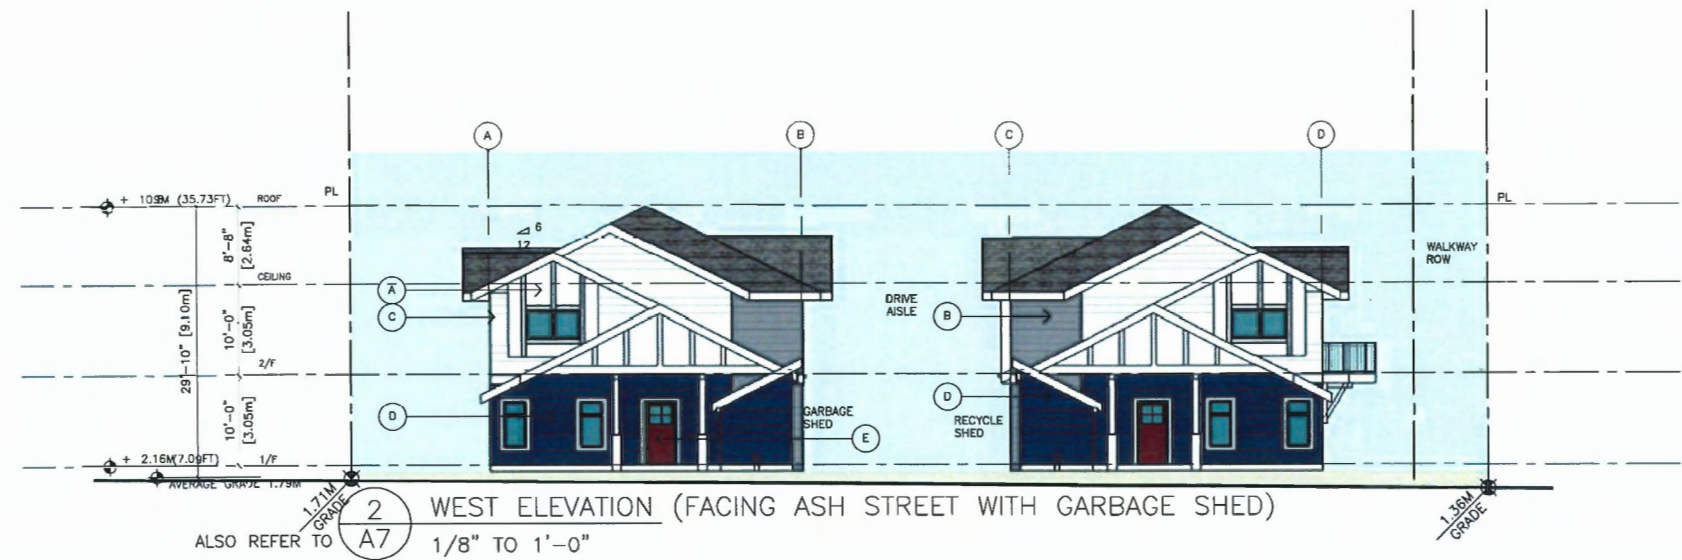 A
B
C
D
+ 10.9M (35.73FT)
ROOF
PL
PL
6
12
8'-8"
[2.64m]
WALKWAY
ROW
CEILING
A
C
DRIVE
AISLE
B
29'-10" [9.10m]
10'-0"
[3.05m]
2/F
D
10'-0"
[3.05m]
GARBAGE
SHED
E
D
RECYCLE
SHED
+ 2.16M(7.09FT)
1/F
AVERAGE GRADE 1.79M
1.71M
GRADE
1.36M
GRADE
2
A7
WEST ELEVATION (FACING ASH STREET WITH GARBAGE SHED)
ALSO REFER TO
1/8" TO 1'-0"